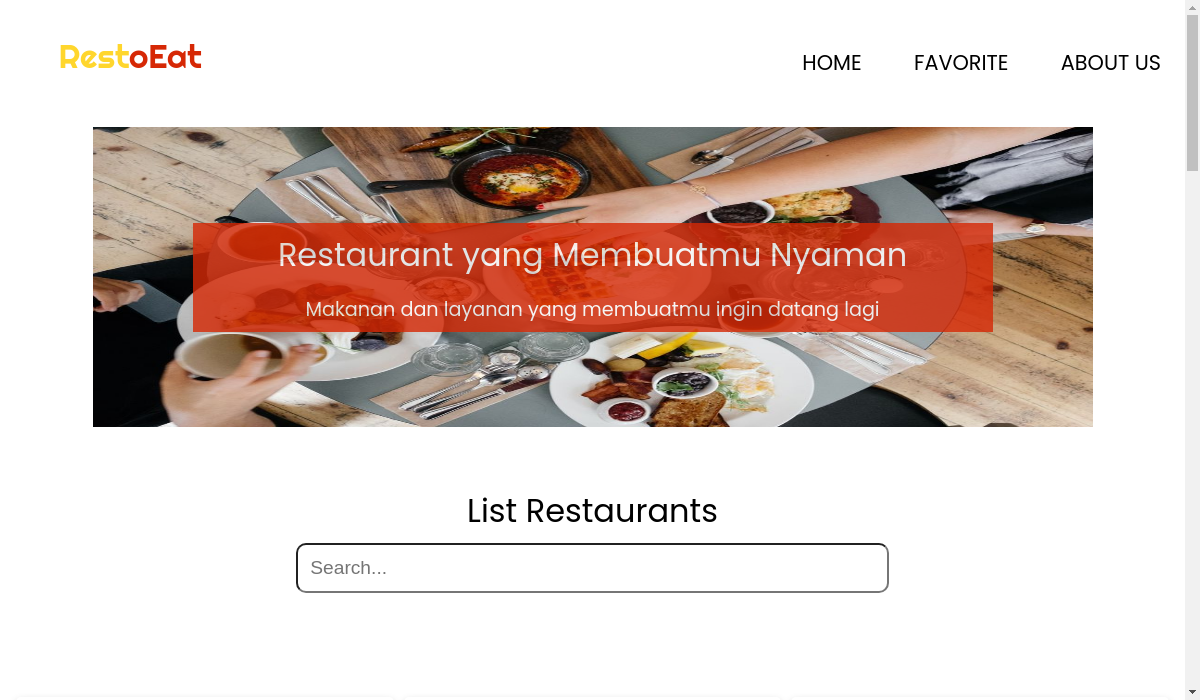 RestoEat
HOME
FAVORITE
ABOUT US
Restaurant yang Membuatmu Nyaman
Makanan dan layanan yang membuatmu ingin datang lagi
List Restaurants
Search...